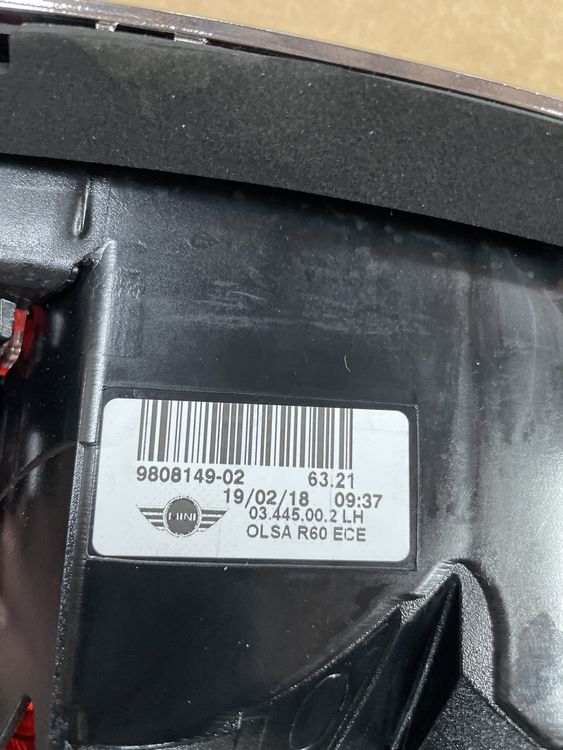 9808149-02 63.21
19/02/18 09:37
03.445.00.2 LH
MINI
OLSA R60 ECE